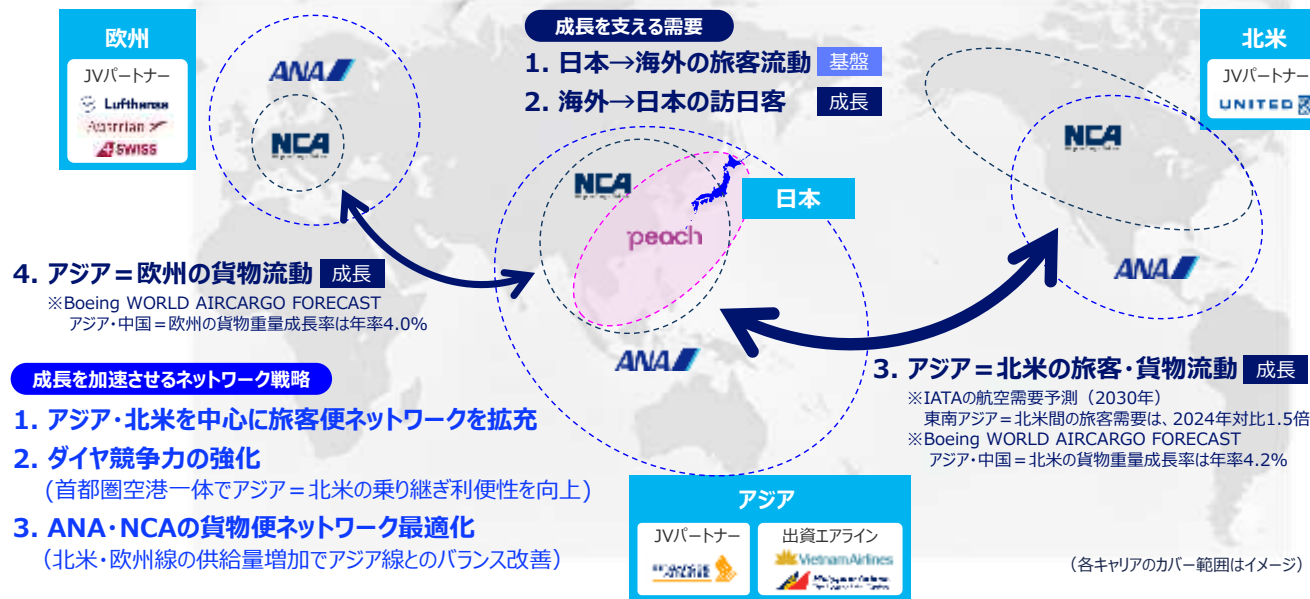 欧州
JVパートナー
Lufthansa
Austrian
SWISS
ANA
NCA
成長を支える需要
1. 日本→海外の旅客流動 基盤
2. 海外→日本の訪日客 成長
北米
JVパートナー
UNITED
NCA
ANA
NCA
日本
peach
ANA
4. アジア=欧州の貨物流動 成長
※Boeing WORLD AIRCARGO FORECAST
アジア・中国=欧州の貨物重量成長率は年率4.0%
3. アジア=北米の旅客・貨物流動 成長
※IATAの航空需要予測(2030年)
東南アジア=北米間の旅客需要は、2024年対比1.5倍
※Boeing WORLD AIRCARGO FORECAST
アジア・中国=北米の貨物重量成長率は年率4.2%
成長を加速させるネットワーク戦略
1. アジア・北米を中心に旅客便ネットワークを拡充
2. ダイヤ競争力の強化
(首都圏空港一体でアジア=北米の乗り継ぎ利便性を向上)
3. ANA・NCAの貨物便ネットワーク最適化
(北米・欧州線の供給量増加でアジア線とのバランス改善)
アジア
JVパートナー
出資エアライン
Vietnam Airlines
(各キャリアのカバー範囲はイメージ)